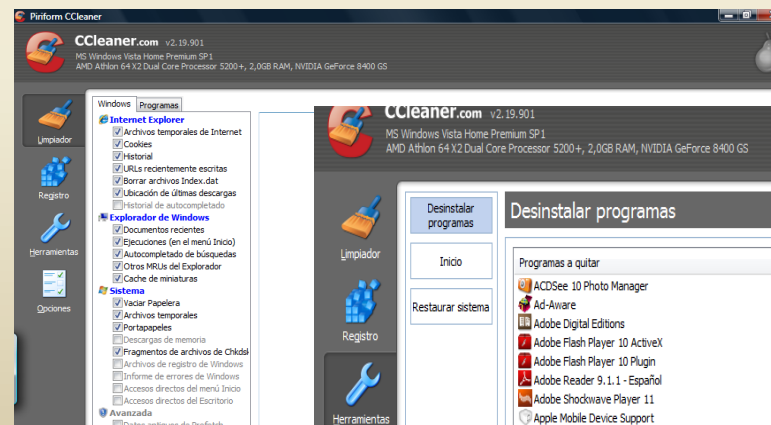 Piriform CCleaner
CCleaner.com v2.19.901
MS Windows Vista Home Premium SP1
AMD Athlon 64 X2 Dual Core Processor 5200+, 2,0GB RAM, NVIDIA GeForce 8400 GS
Limpiador
Registro
Herramientas
Opciones
Windows
Programas
Internet Explorer
Archivos temporales de Internet
Cookies
Historial
URLs recientemente escritas
Borrar archivos Index.dat
Ubicación de últimas descargas
Historial de autocompletado
Explorador de Windows
Documentos recientes
Ejecuciones (en el menú Inicio)
Autocompletado de búsquedas
Otros MRUs del Explorador
Cache de miniaturas
Sistema
Vaciar Papelera
Archivos temporales
Portapapeles
Descargas de memoria
Fragmentos de archivos de Chkdsk
Archivos de registro de Windows
Informe de errores de Windows
Accesos directos del menú Inicio
Accesos directos del Escritorio
Avanzada
Datos antiguos de Prefetch
CCleaner.com v2.19.901
MS Windows Vista Home Premium SP1
AMD Athlon 64 X2 Dual Core Processor 5200+, 2,0GB RAM, NVIDIA GeForce 8400 GS
Limpiador
Registro
Herramientas
Desinstalar
programas
Inicio
Restaurar sistema
Desinstalar programas
Programas a quitar
ACDSee 10 Photo Manager
Ad-Aware
Adobe Digital Editions
Adobe Flash Player 10 ActiveX
Adobe Flash Player 10 Plugin
Adobe Reader 9.1.1 - Español
Adobe Shockwave Player 11
Apple Mobile Device Support